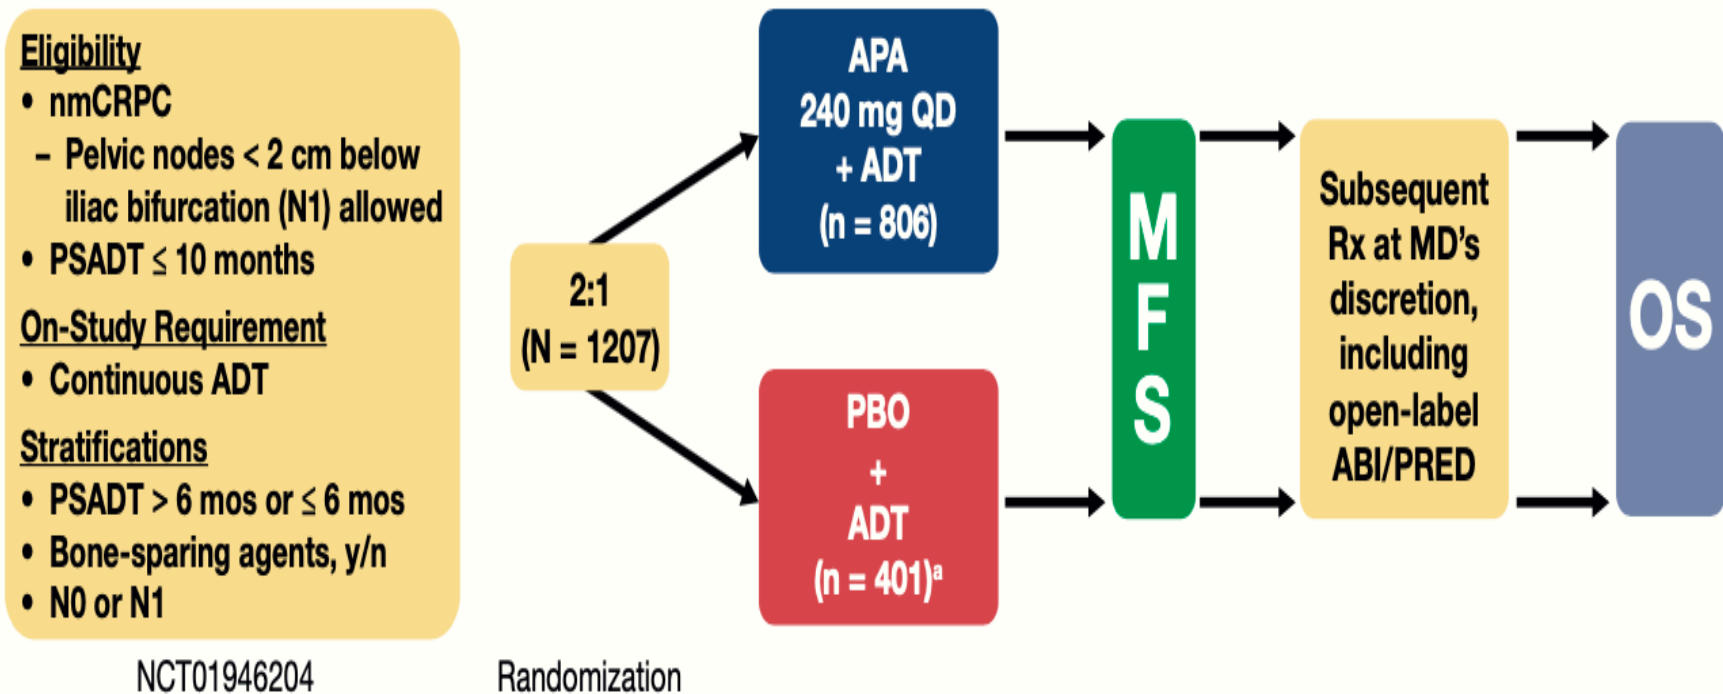 Eligibility
• nmCRPC
– Pelvic nodes < 2 cm below
iliac bifurcation (N1) allowed
• PSADT ≤ 10 months
On-Study Requirement
• Continuous ADT
Stratifications
• PSADT > 6 mos or ≤ 6 mos
• Bone-sparing agents, y/n
• N0 or N1
NCT01946204
2:1
(N = 1207)
Randomization
APA
240 mg QD
+ ADT
(n = 806)
PBO
+
ADT
(n = 401)ᵃ
M
F
S
Subsequent
Rx at MD’s
discretion,
including
open-label
ABI/PRED
OS